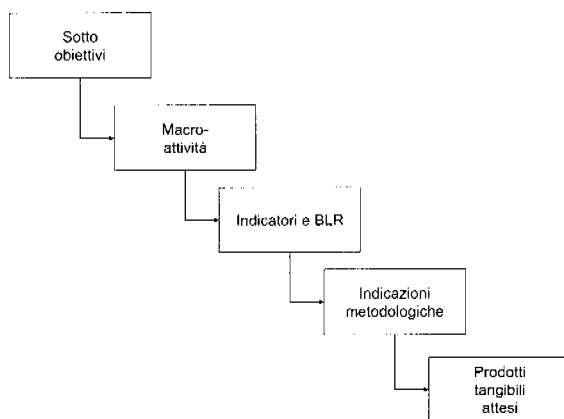 Sotto
obiettivi
Macro-
attività
Indicatori e BLR
Indicazioni
metodologiche
Prodotti
tangibili
attesi